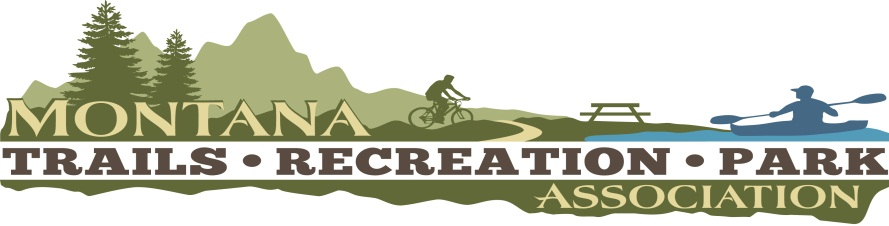 MONTANA
TRAILS • RECREATION • PARK
ASSOCIATION